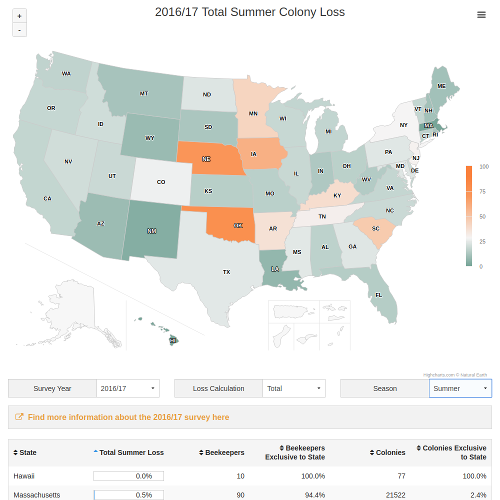 2016/17 Total Summer Colony Loss
+
-
WA
MT
ND
ME
OR
ID
MN
VT
NH
WI
SD
WY
MI
NY
MA
CT
RI
NE
IA
PA
NJ
NV
UT
CO
IL
IN
OH
MD
DE
WV
VA
KS
MO
KY
CA
NC
TN
AZ
NM
OK
AR
SC
MS
AL
GA
TX
LA
FL
HI
100
75
50
25
0
Highcharts.com © Natural Earth
Survey Year 2016/17 Loss Calculation Total Season Summer
Find more information about the 2016/17 survey here
State Total Summer Loss Beekeepers Beekeepers Exclusive to State Colonies Colonies Exclusive to State
Hawaii 0.0% 10 100.0% 77 100.0%
Massachusetts 0.5% 90 94.4% 21522 2.4%